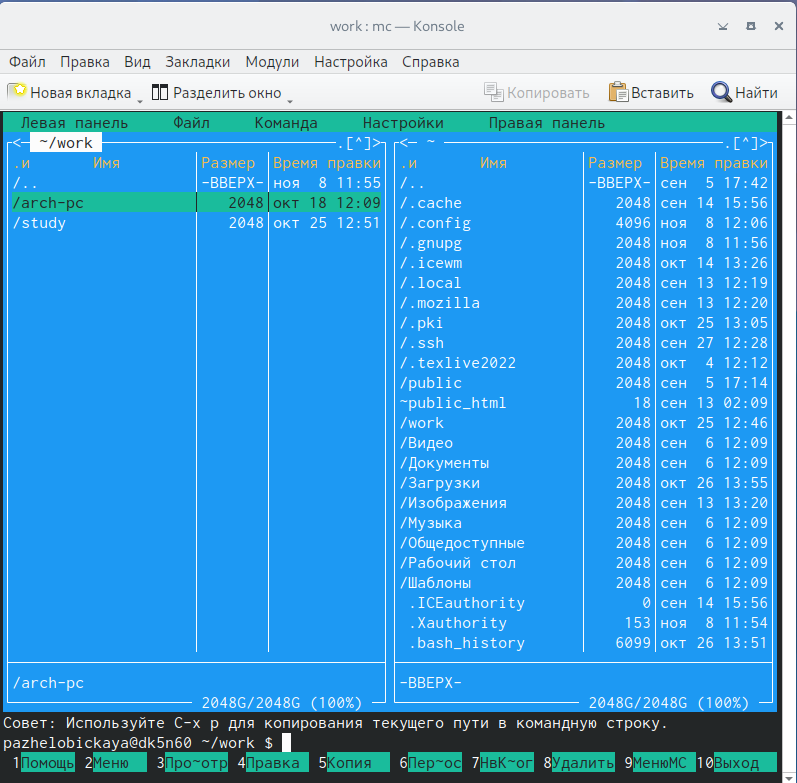 work : mc — Konsole
Файл Правка Вид Закладки Модули Настройка Справка
Новая вкладка Разделить окно Копировать Вставить Найти
Левая панель Файл Команда Настройки Правая панель
<— ~/work .[^]> <— ~ .[^]>
.и Имя Размер Время правки .и Имя Размер Время правки
/.. -ВВЕРХ- ноя 8 11:55 /.. -ВВЕРХ- сен 5 17:42
/arch-pc 2048 окт 18 12:09 /.cache 2048 сен 14 15:56
/study 2048 окт 25 12:51 /.config 4096 ноя 8 12:06
/.gnupg 2048 ноя 8 11:56
/.icewm 2048 окт 14 13:26
/.local 2048 сен 13 12:19
/.mozilla 2048 сен 13 12:20
/.pki 2048 окт 25 13:05
/.ssh 2048 сен 27 12:28
/.texlive2022 2048 окт 4 12:12
/public 2048 сен 5 17:14
~public_html 18 сен 13 02:09
/work 2048 окт 25 12:46
/Видео 2048 сен 6 12:09
/Документы 2048 сен 6 12:09
/Загрузки 2048 окт 26 13:55
/Изображения 2048 сен 13 13:20
/Музыка 2048 сен 6 12:09
/Общедоступные 2048 сен 6 12:09
/Рабочий стол 2048 сен 6 12:09
/Шаблоны 2048 сен 6 12:09
.ICEauthority 0 сен 14 15:56
.Xauthority 153 ноя 8 11:54
.bash_history 6099 окт 26 13:51
/arch-pc -ВВЕРХ-
2048G/2048G (100%) 2048G/2048G (100%)
Совет: Используйте C-x p для копирования текущего пути в командную строку.
pazhelobickaya@dk5n60 ~/work $
1Помощь 2Меню 3Про~отр 4Правка 5Копия 6Пер~ос 7НвК~ог 8Удалить 9МенюMC 10Выход